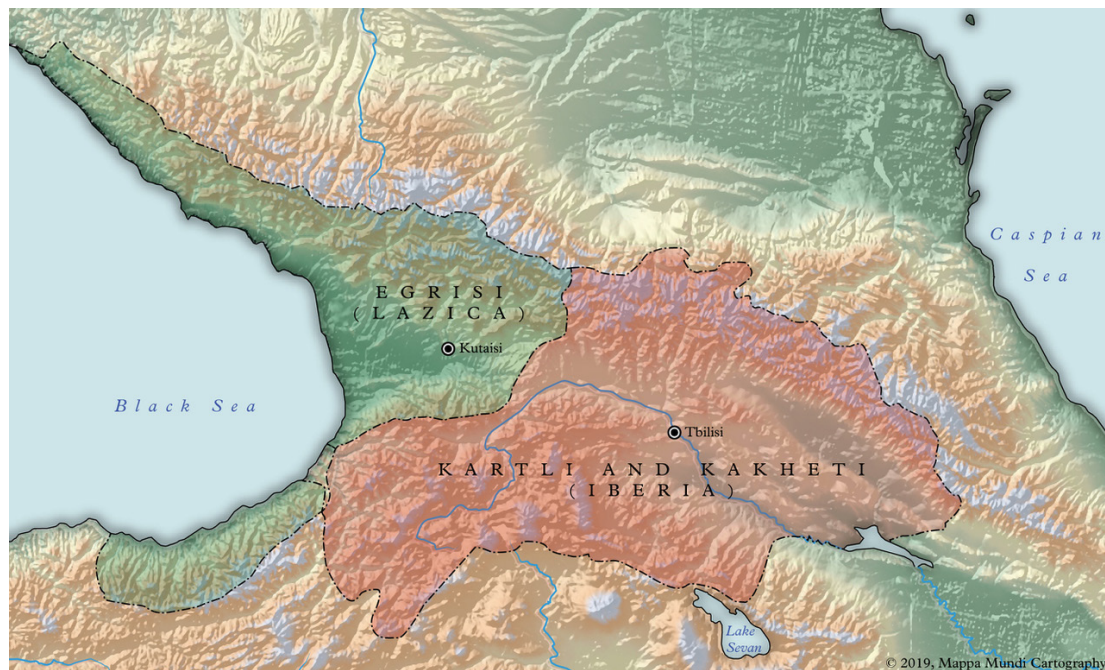 Caspian
Sea
EGRISI
(LAZICA)
Kutaisi
Black Sea
Tbilisi
KARTLI AND KAKHETI
(IBERIA)
Lake
Sevan
© 2019, Mappa Mundi Cartography